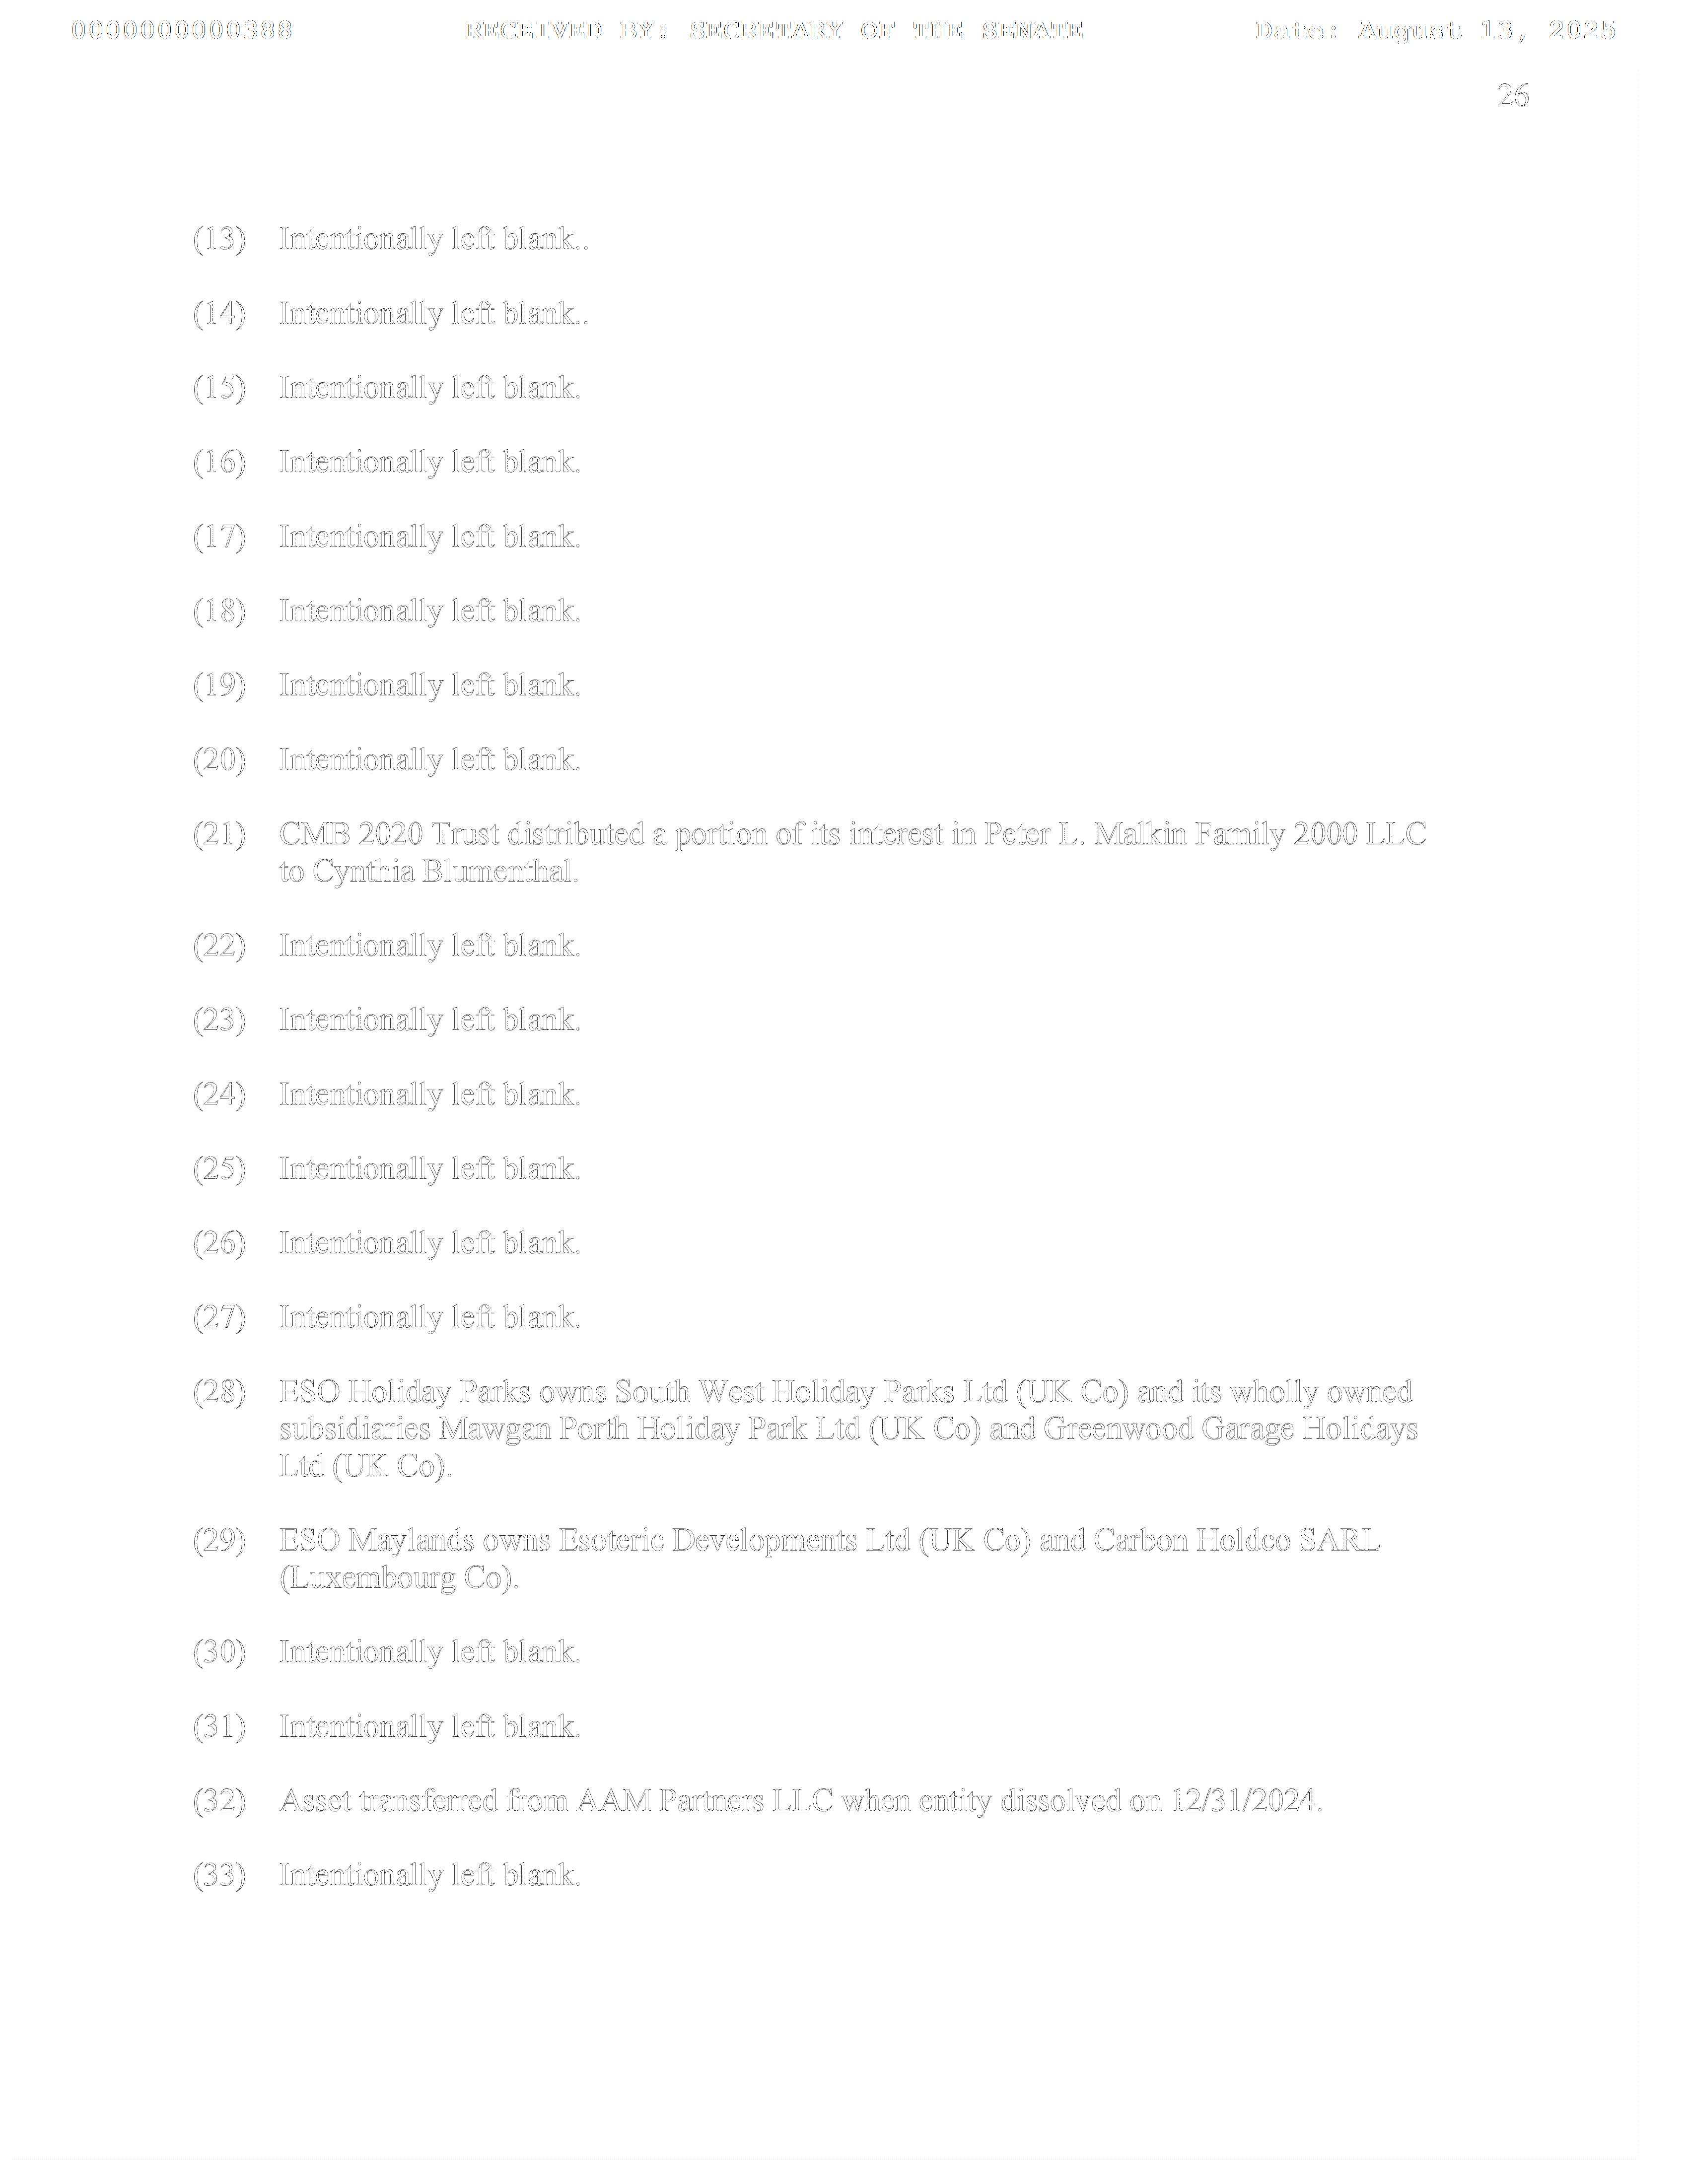 0000000000388 RECEIVED BY: SECRETARY OF THE SENATE Date: August 13, 2025
26
(13) Intentionally left blank..
(14) Intentionally left blank..
(15) Intentionally left blank.
(16) Intentionally left blank.
(17) Intentionally left blank.
(18) Intentionally left blank.
(19) Intentionally left blank.
(20) Intentionally left blank.
(21) CMB 2020 Trust distributed a portion of its interest in Peter L. Malkin Family 2000 LLC
to Cynthia Blumenthal.
(22) Intentionally left blank.
(23) Intentionally left blank.
(24) Intentionally left blank.
(25) Intentionally left blank.
(26) Intentionally left blank.
(27) Intentionally left blank.
(28) ESO Holiday Parks owns South West Holiday Parks Ltd (UK Co) and its wholly owned
subsidiaries Mawgan Porth Holiday Park Ltd (UK Co) and Greenwood Garage Holidays
Ltd (UK Co).
(29) ESO Maylands owns Esoteric Developments Ltd (UK Co) and Carbon Holdco SARL
(Luxembourg Co).
(30) Intentionally left blank.
(31) Intentionally left blank.
(32) Asset transferred from AAM Partners LLC when entity dissolved on 12/31/2024.
(33) Intentionally left blank.